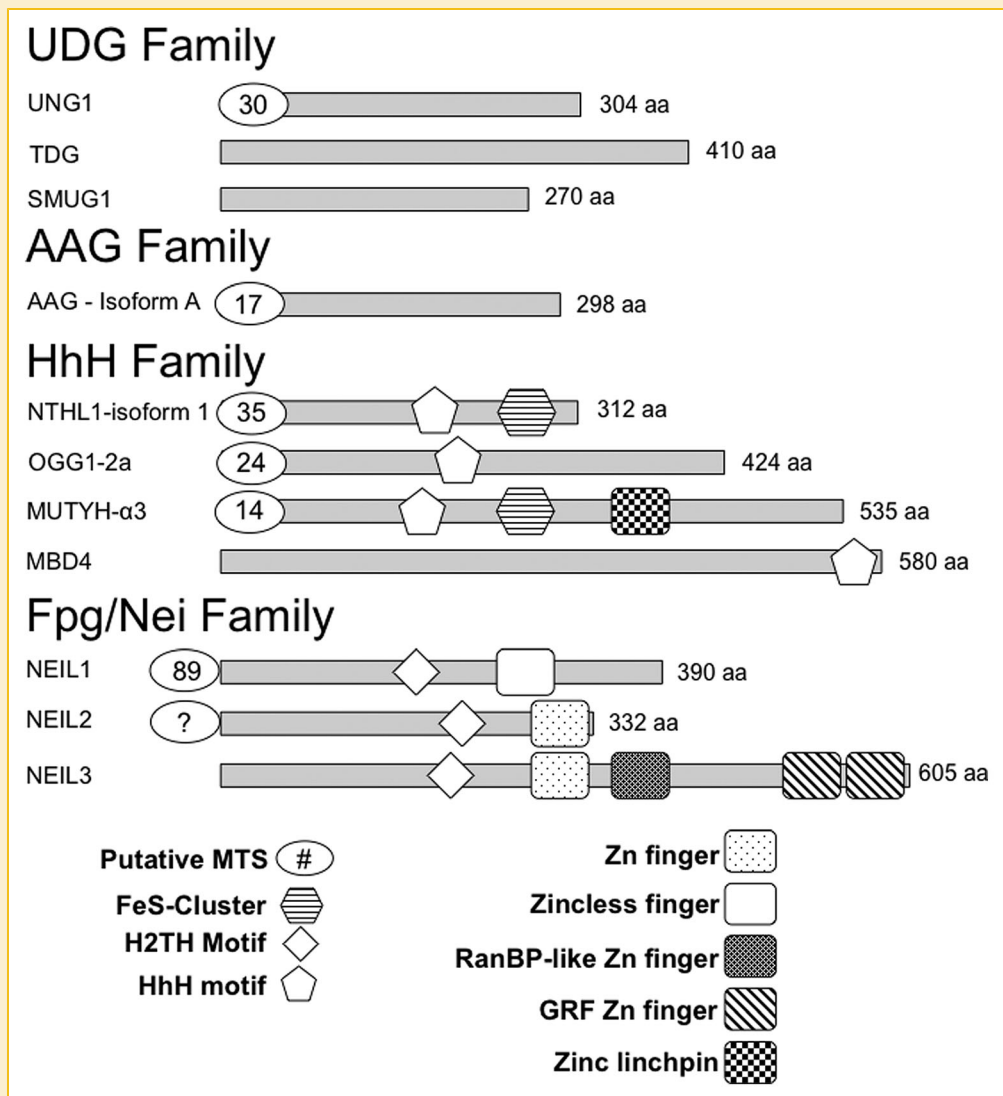 UDG Family
UNG1 30 304 aa
TDG 410 aa
SMUG1 270 aa
AAG Family
AAG - Isoform A 17 298 aa
HhH Family
NTHL1-isoform 1 35 312 aa
OGG1-2a 24 424 aa
MUTYH-α3 14 535 aa
MBD4 580 aa
Fpg/Nei Family
NEIL1 89 390 aa
NEIL2 ? 332 aa
NEIL3 605 aa
Putative MTS #
FeS-Cluster
H2TH Motif
HhH motif
Zn finger
Zincless finger
RanBP-like Zn finger
GRF Zn finger
Zinc linchpin